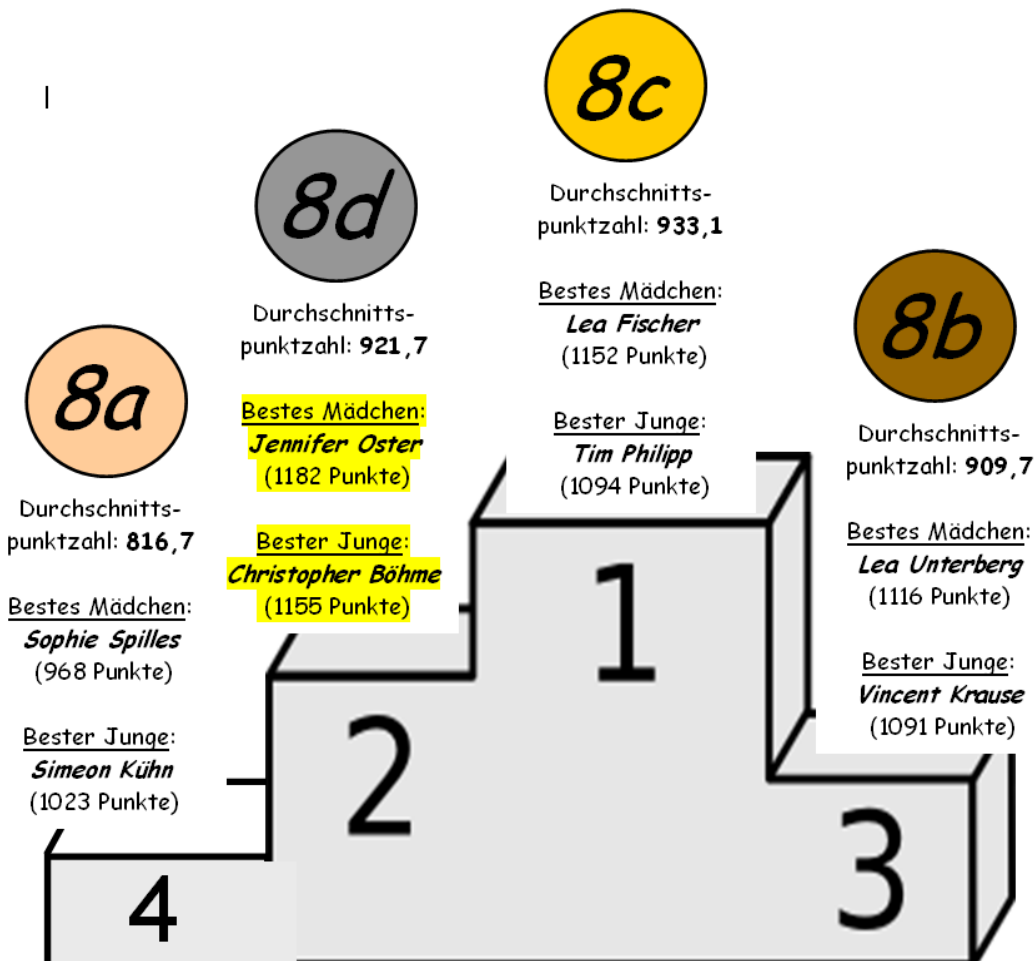 8c
Durchschnitts-
punktzahl: 933,1
Bestes Mädchen:
Lea Fischer
(1152 Punkte)
Bester Junge:
Tim Philipp
(1094 Punkte)
8d
Durchschnitts-
punktzahl: 921,7
Bestes Mädchen:
Jennifer Oster
(1182 Punkte)
Bester Junge:
Christopher Böhme
(1155 Punkte)
8b
Durchschnitts-
punktzahl: 909,7
Bestes Mädchen:
Lea Unterberg
(1116 Punkte)
Bester Junge:
Vincent Krause
(1091 Punkte)
8a
Durchschnitts-
punktzahl: 816,7
Bestes Mädchen:
Sophie Spilles
(968 Punkte)
Bester Junge:
Simeon Kühn
(1023 Punkte)
1
2
3
4